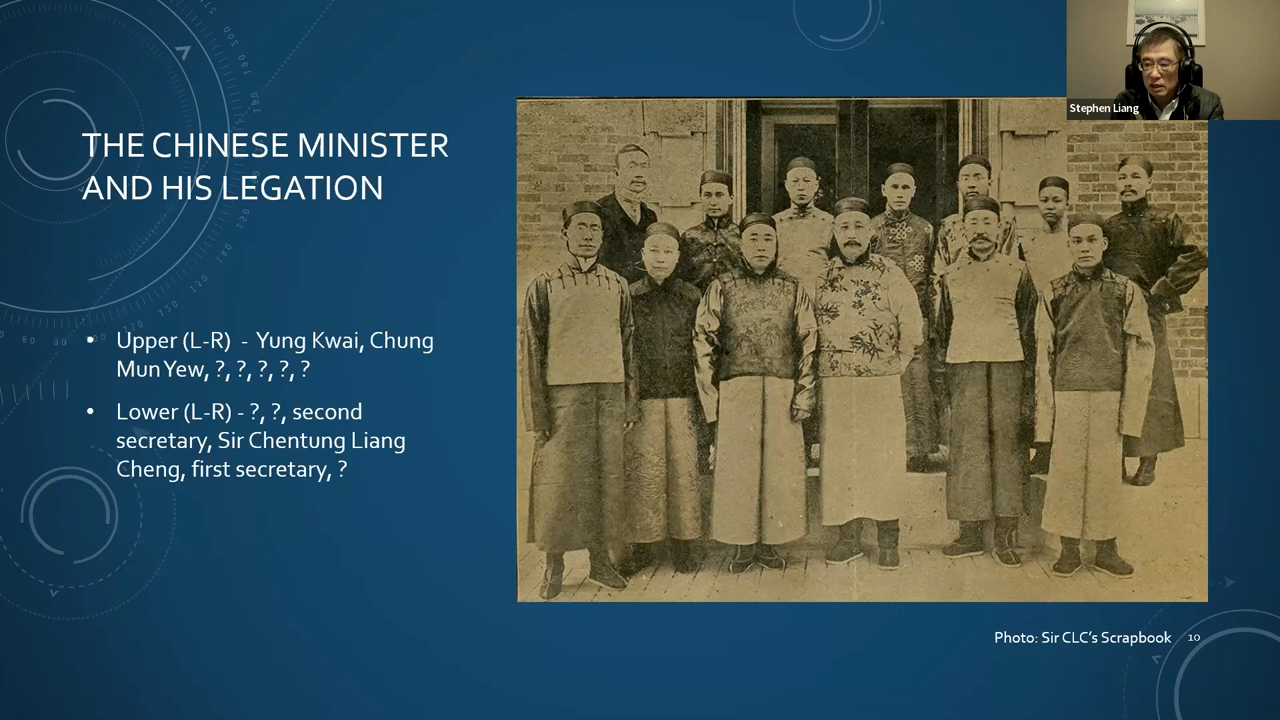 THE CHINESE MINISTER
AND HIS LEGATION
• Upper (L-R) - Yung Kwai, Chung
Mun Yew, ?, ?, ?, ?, ?
• Lower (L-R) - ?, ?, second
secretary, Sir Chentung Liang
Cheng, first secretary, ?
Stephen Liang
Photo: Sir CLC's Scrapbook
10